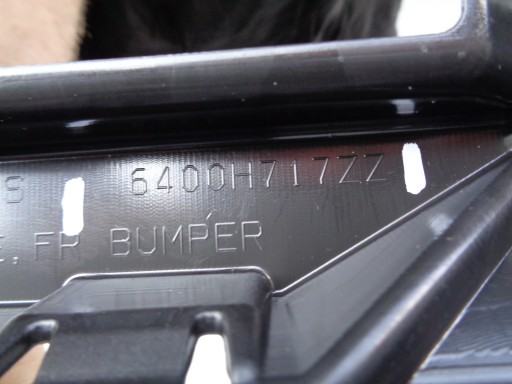 S 6400H717ZZ
E, FR BUMPER